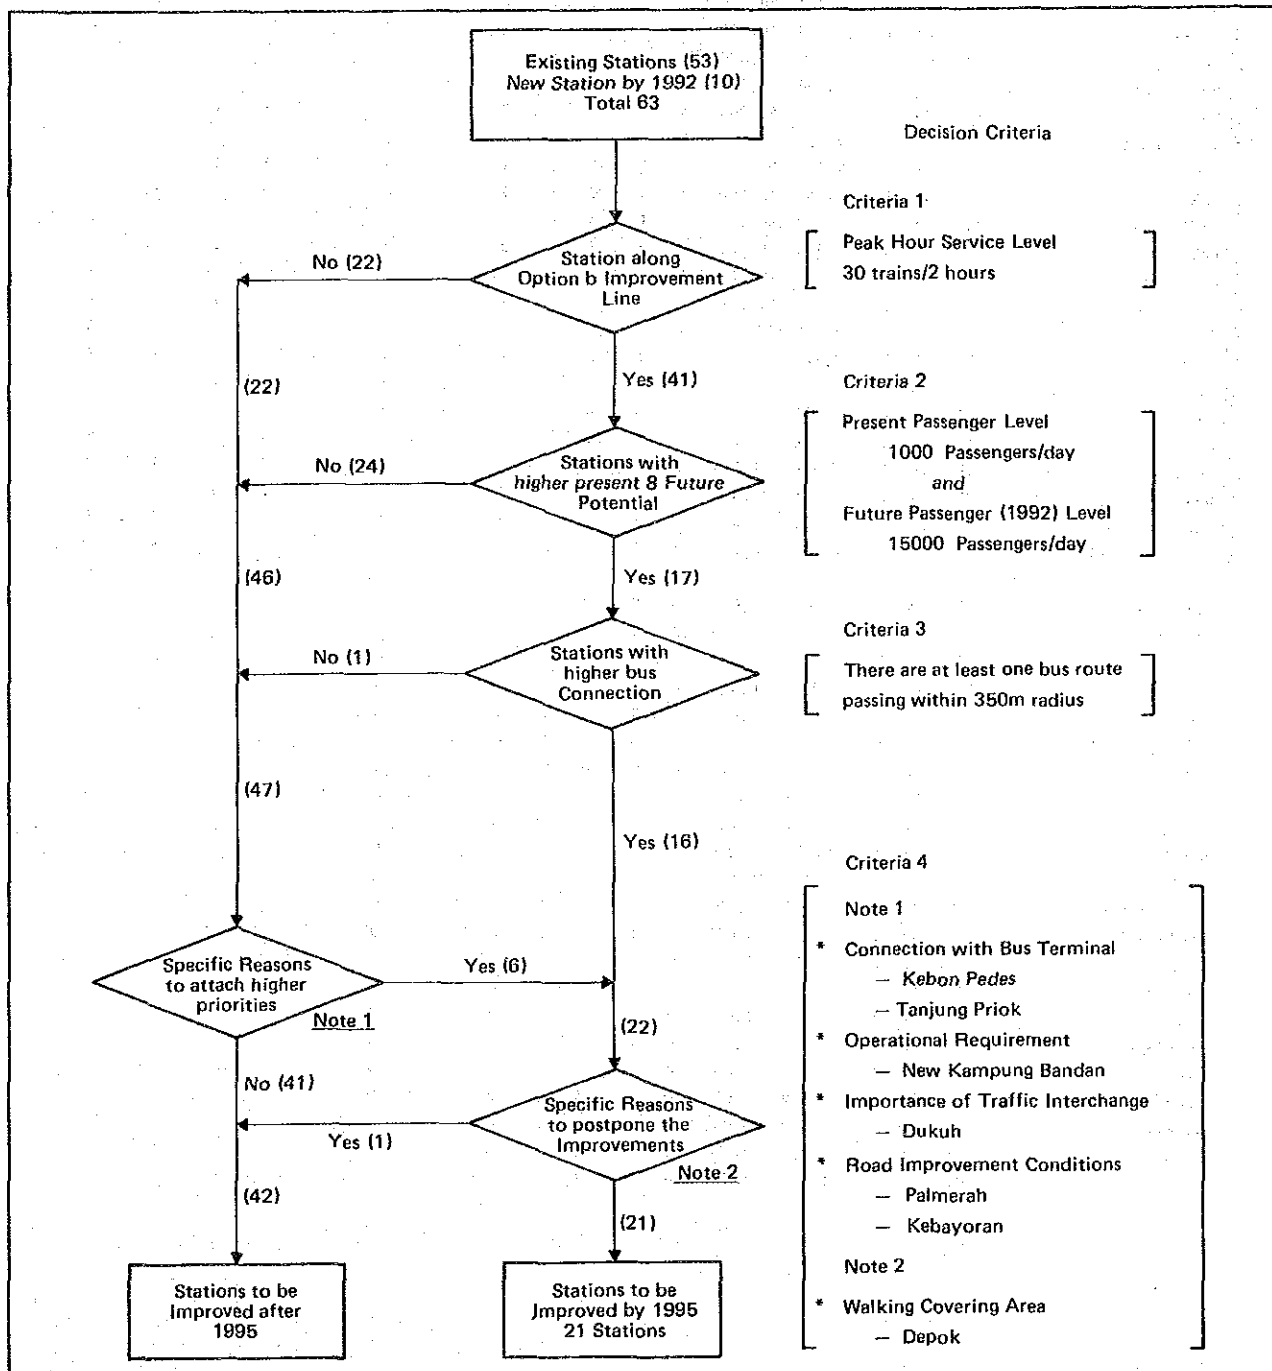 Existing Stations (53)
New Station by 1992 (10)
Total 63
Decision Criteria
Criteria 1
Peak Hour Service Level
30 trains/2 hours
Station along
Option b Improvement
Line
No (22)
(22)
Yes (41)
Criteria 2
Present Passenger Level
1000 Passengers/day
and
Future Passenger (1992) Level
15000 Passengers/day
Stations with
higher present 8 Future
Potential
No (24)
(46)
Yes (17)
Criteria 3
There are at least one bus route
passing within 350m radius
Stations with
higher bus
Connection
No (1)
(47)
Yes (16)
Criteria 4
Note 1
* Connection with Bus Terminal
— Kebon Pedes
— Tanjung Priok
* Operational Requirement
— New Kampung Bandan
* Importance of Traffic Interchange
— Dukuh
* Road Improvement Conditions
— Palmerah
— Kebayoran
Note 2
* Walking Covering Area
— Depok
Specific Reasons
to attach higher
priorities
Note 1
Yes (6)
(22)
No (41)
Specific Reasons
to postpone the
Improvements
Note 2
Yes (1)
(42)
(21)
Stations to be
Improved after
1995
Stations to be
Jmproved by 1995
21 Stations